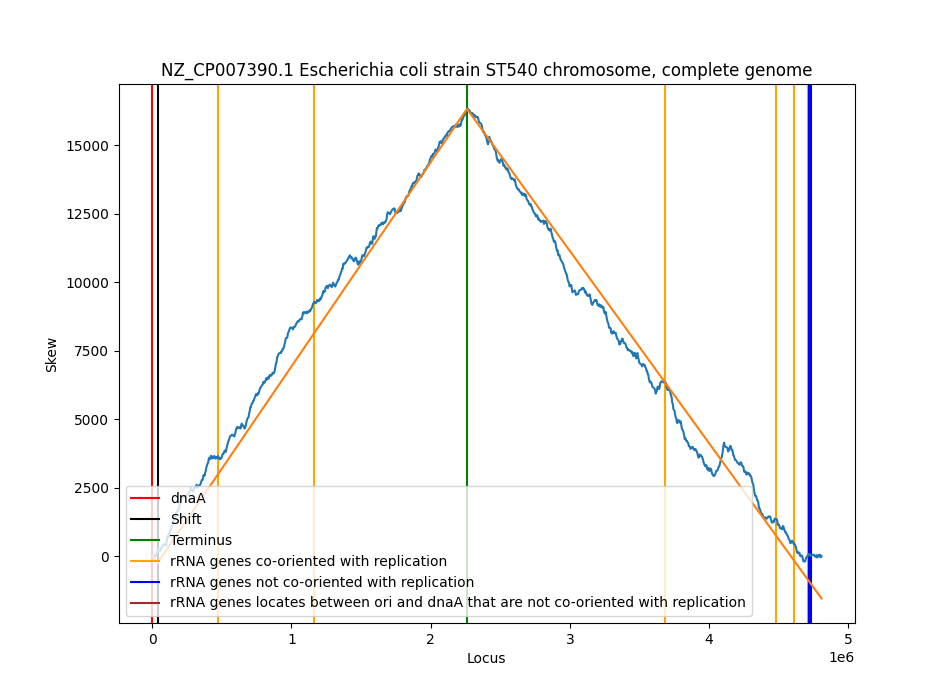 NZ_CP007390.1 Escherichia coli strain ST540 chromosome, complete genome
Skew
15000
12500
10000
7500
5000
2500
0
dnaA
Shift
Terminus
rRNA genes co-oriented with replication
rRNA genes not co-oriented with replication
rRNA genes locates between ori and dnaA that are not co-oriented with replication
0 1 2 3 4 5
1e6
Locus